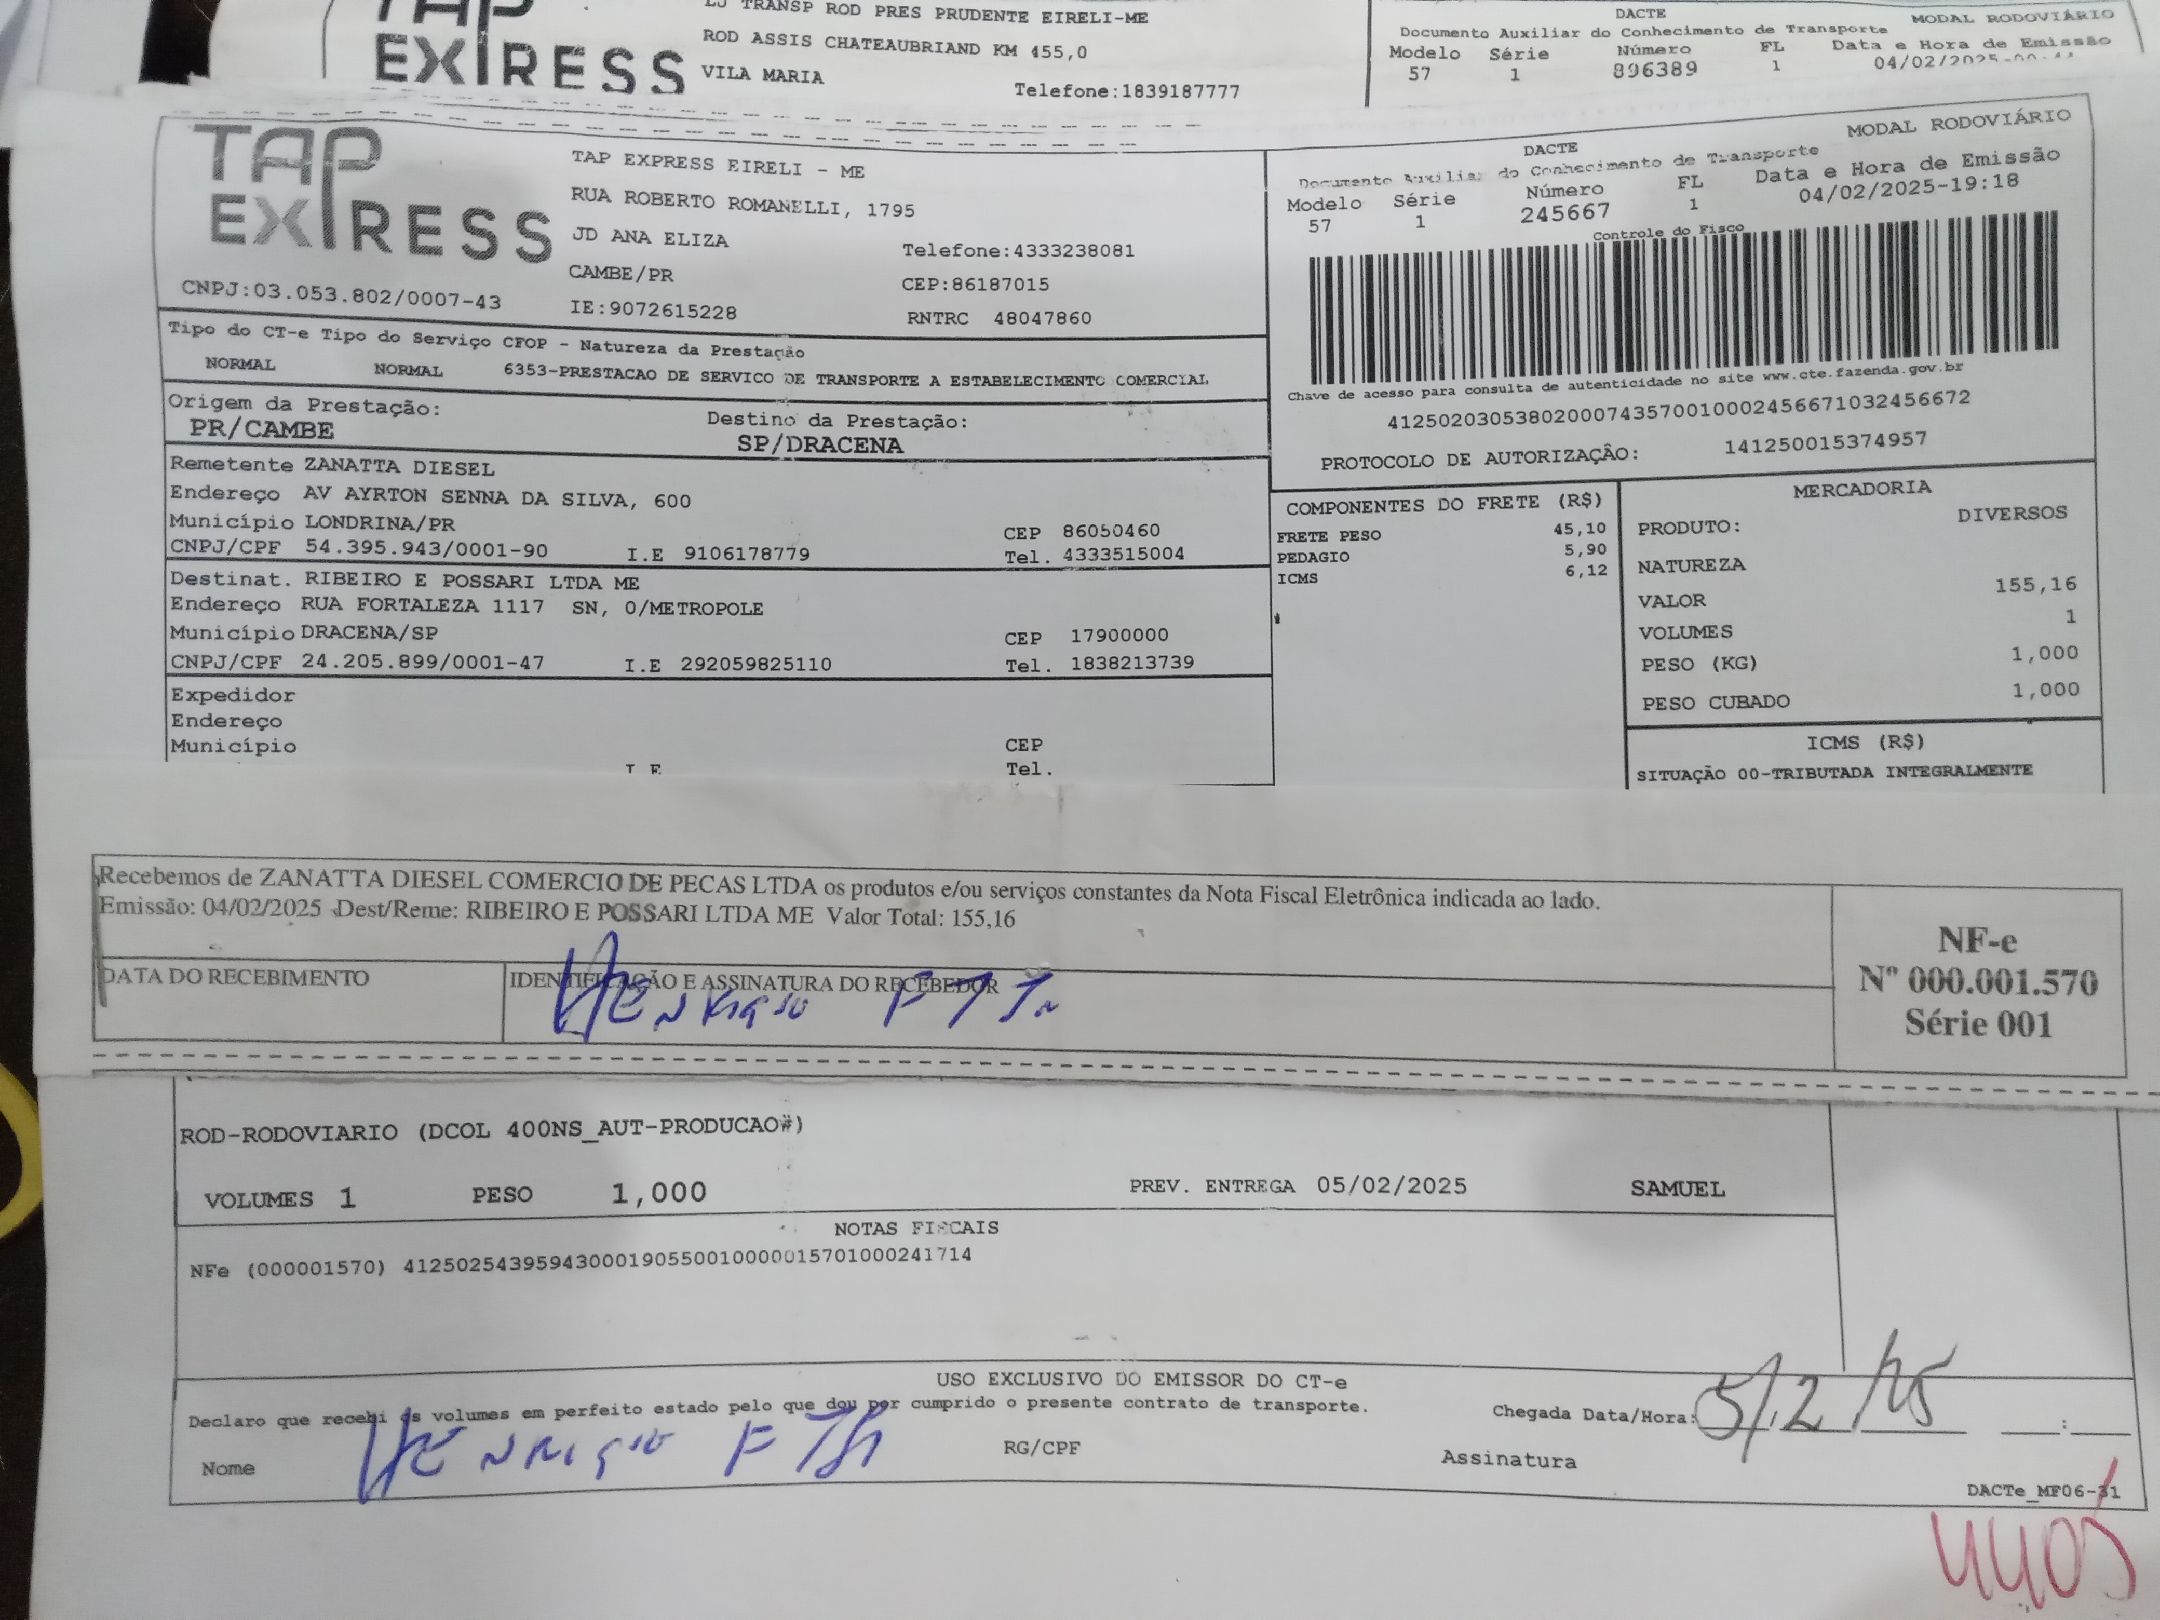 TAP
EXPRESS
LJ TRANSP ROD PRES PRUDENTE EIRELI-ME
ROD ASSIS CHATEAUBRIAND KM 455,0
VILA MARIA
Telefone:1839187777
DACTE
MODAL RODOVIÁRIO
Documento Auxiliar do Conhecimento de Transporte
Modelo Série Número FL Data e Hora de Emissão
57 1 896389 1 04/02/2025
TAP
EXPRESS
CNPJ:03.053.802/0007-43
TAP EXPRESS EIRELI - ME
RUA ROBERTO ROMANELLI, 1795
JD ANA ELIZA
Telefone:4333238081
CAMBE/PR
CEP:86187015
IE:9072615228
RNTRC 48047860
DACTE
MODAL RODOVIÁRIO
Documento Auxiliar do Conhecimento de Transporte
Modelo Série Número FL Data e Hora de Emissão
57 1 245667 1 04/02/2025-19:18
Controle do Fisco
Chave de acesso para consulta de autenticidade no site www.cte.fazenda.gov.br
41250203053802000743570010002456671032456672
PROTOCOLO DE AUTORIZAÇÃO: 141250015374957
Tipo do CT-e Tipo do Serviço CFOP - Natureza da Prestação
NORMAL NORMAL 6353-PRESTACAO DE SERVICO DE TRANSPORTE A ESTABELECIMENTO COMERCIAL
Origem da Prestação: Destino da Prestação:
PR/CAMBE SP/DRACENA
Remetente ZANATTA DIESEL
Endereço AV AYRTON SENNA DA SILVA, 600
Município LONDRINA/PR CEP 86050460
CNPJ/CPF 54.395.943/0001-90 I.E 9106178779 Tel. 4333515004
Destinat. RIBEIRO E POSSARI LTDA ME
Endereço RUA FORTALEZA 1117 SN, 0/METROPOLE
Município DRACENA/SP CEP 17900000
CNPJ/CPF 24.205.899/0001-47 I.E 292059825110 Tel. 1838213739
Expedidor
Endereço
Município CEP
I.E Tel.
COMPONENTES DO FRETE (R$)
FRETE PESO 45,10
PEDAGIO 5,90
ICMS 6,12
MERCADORIA
PRODUTO: DIVERSOS
NATUREZA
VALOR 155,16
VOLUMES 1
PESO (KG) 1,000
PESO CUBADO 1,000
ICMS (R$)
SITUAÇÃO 00-TRIBUTADA INTEGRALMENTE
Recebemos de ZANATTA DIESEL COMERCIO DE PECAS LTDA os produtos e/ou serviços constantes da Nota Fiscal Eletrônica indicada ao lado.
Emissão: 04/02/2025 Dest/Reme: RIBEIRO E POSSARI LTDA ME Valor Total: 155,16
DATA DO RECEBIMENTO
IDENTIFICAÇÃO E ASSINATURA DO RECEBEDOR
HENRIQUE
NF-e
Nº 000.001.570
Série 001
ROD-RODOVIARIO (DCOL 400NS_AUT-PRODUCAO#)
VOLUMES 1 PESO 1,000 PREV. ENTREGA 05/02/2025 SAMUEL
NOTAS FISCAIS
NFe (000001570) 41250254395943000190550010000015701000241714
USO EXCLUSIVO DO EMISSOR DO CT-e
Declaro que recebi os volumes em perfeito estado pelo que dou por cumprido o presente contrato de transporte.
Chegada Data/Hora: 5/2/25 :
Nome HENRIQUE RG/CPF Assinatura
DACTe_MF06-31